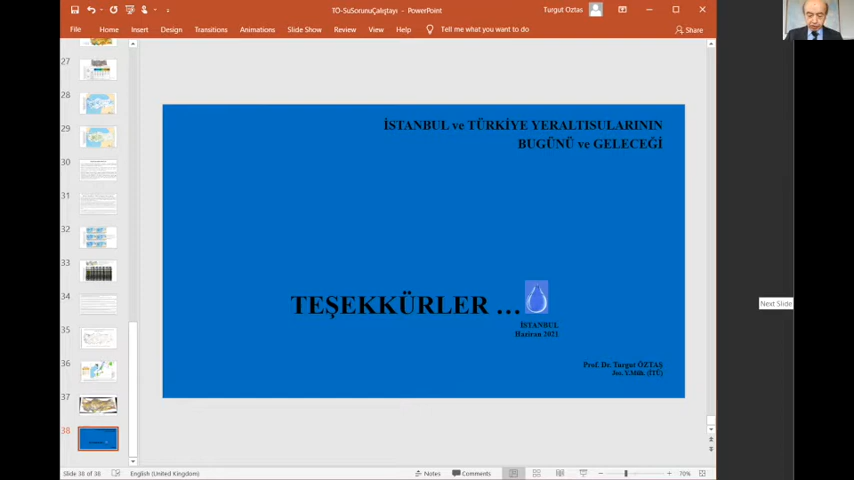 TÖ-SuSorunuÇalıştayı - PowerPoint
Turgut Oztas
File Home Insert Design Transitions Animations Slide Show Review View Help Tell me what you want to do Share
27
28
29
30
31
32
33
34
35
36
37
38
İSTANBUL ve TÜRKİYE YERALTISULARININ
BUGÜNÜ ve GELECEĞİ
TEŞEKKÜRLER ...
İSTANBUL
Haziran 2021
Prof. Dr. Turgut ÖZTAŞ
Jeo. Y.Müh. (İTÜ)
Next Slide
Slide 38 of 38 English (United Kingdom) Notes Comments 70%